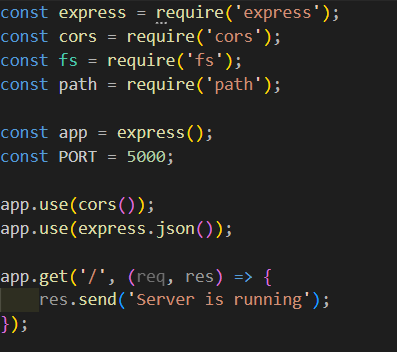 const express = require('express');
const cors = require('cors');
const fs = require('fs');
const path = require('path');

const app = express();
const PORT = 5000;

app.use(cors());
app.use(express.json());

app.get('/', (req, res) => {
    res.send('Server is running');
});